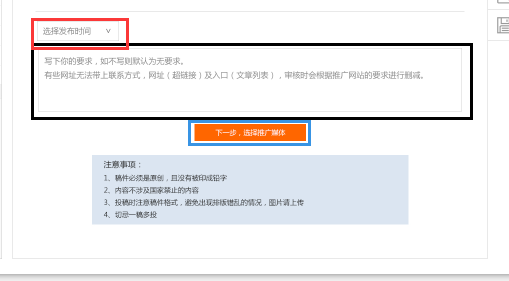 选择发布时间
写下你的要求，如不写则默认为无要求。
有些网址无法带上联系方式，网址（超链接）及入口（文章列表），审核时会根据推广网站的要求进行删减。
下一步，选择推广媒体
注意事项：
1、稿件必须是原创，且没有被印成铅字
2、内容不涉及国家禁止的内容
3、投稿时注意稿件格式，避免出现排版错乱的情况，图片请上传
4、切忌一稿多投